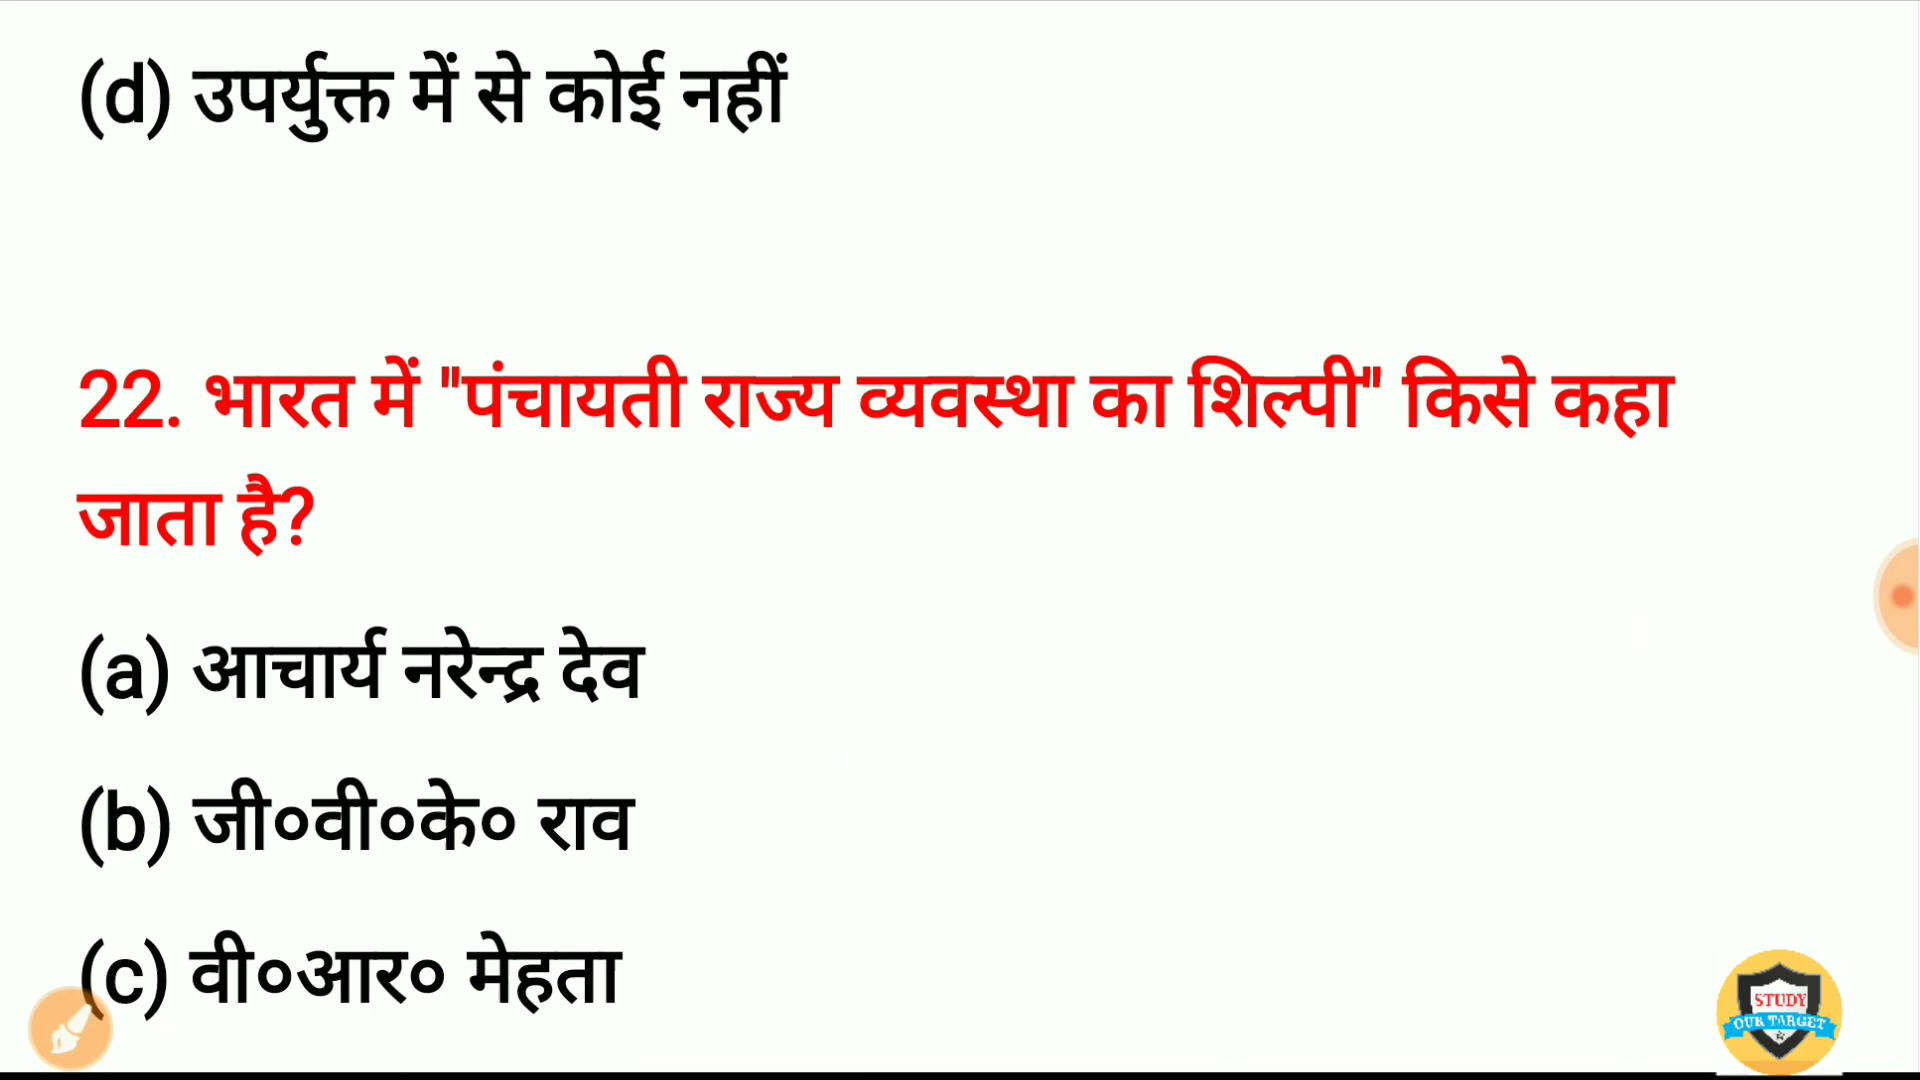 (d) उपर्युक्त में से कोई नहीं
22. भारत में "पंचायती राज्य व्यवस्था का शिल्पी" किसे कहा
जाता है?
(a) आचार्य नरेन्द्र देव
(b) जी०वी०के० राव
(c) वी०आर० मेहता
STUDY
OUR TARGET